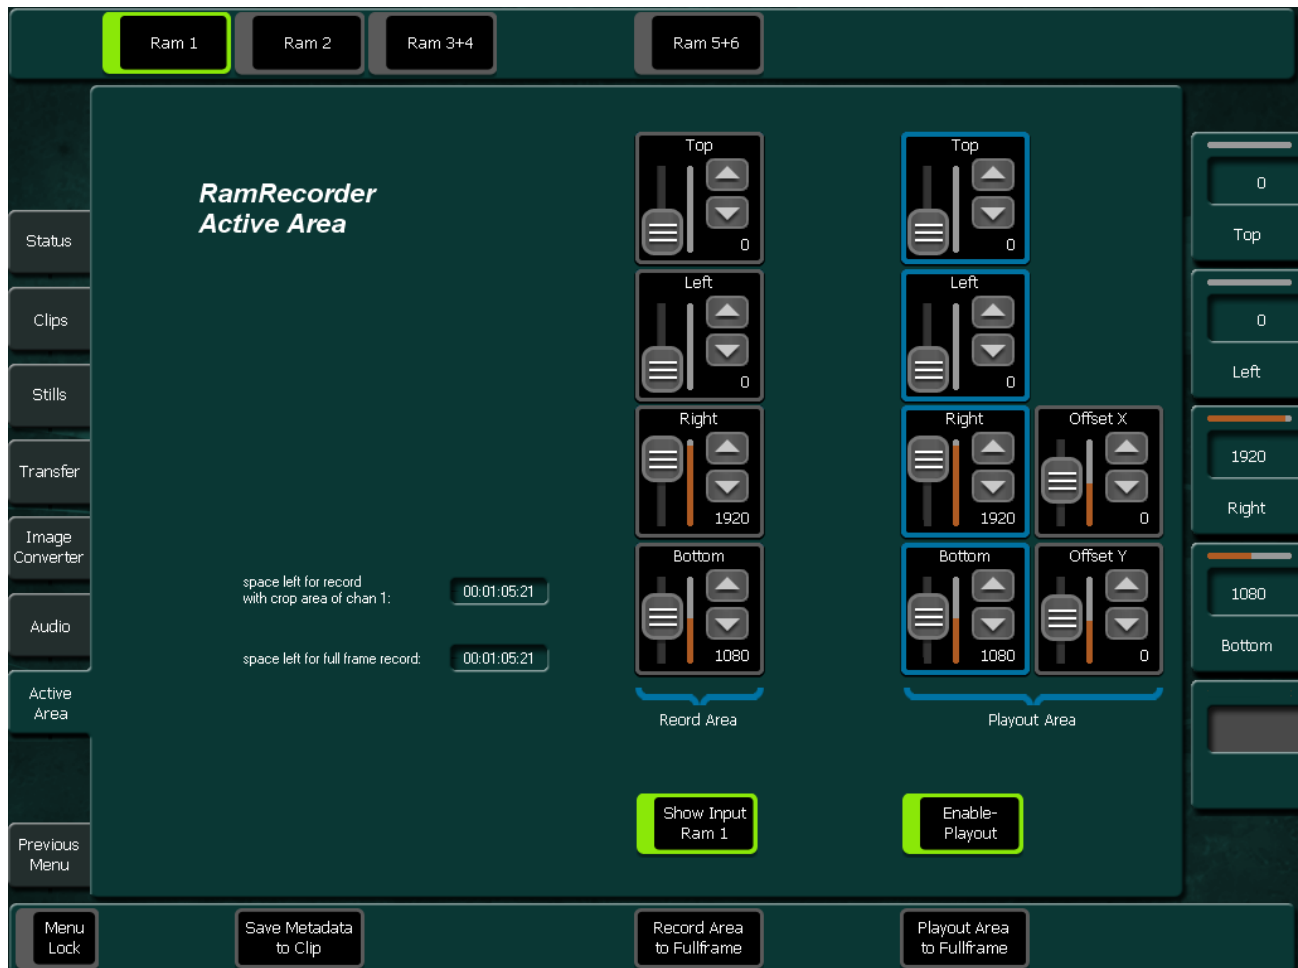 Ram 1
Ram 2
Ram 3+4
Ram 5+6
RamRecorder
Active Area
Status
Clips
Stills
Transfer
Image
Converter
Audio
Active
Area
Previous
Menu
space left for record
with crop area of chan 1:
00:01:05:21
space left for full frame record:
00:01:05:21
Top
0
Left
0
Right
1920
Bottom
1080
Reord Area
Top
0
Left
0
Right
1920
Offset X
0
Bottom
1080
Offset Y
0
Playout Area
Show Input
Ram 1
Enable-
Playout
0
Top
0
Left
1920
Right
1080
Bottom
Menu
Lock
Save Metadata
to Clip
Record Area
to Fullframe
Playout Area
to Fullframe